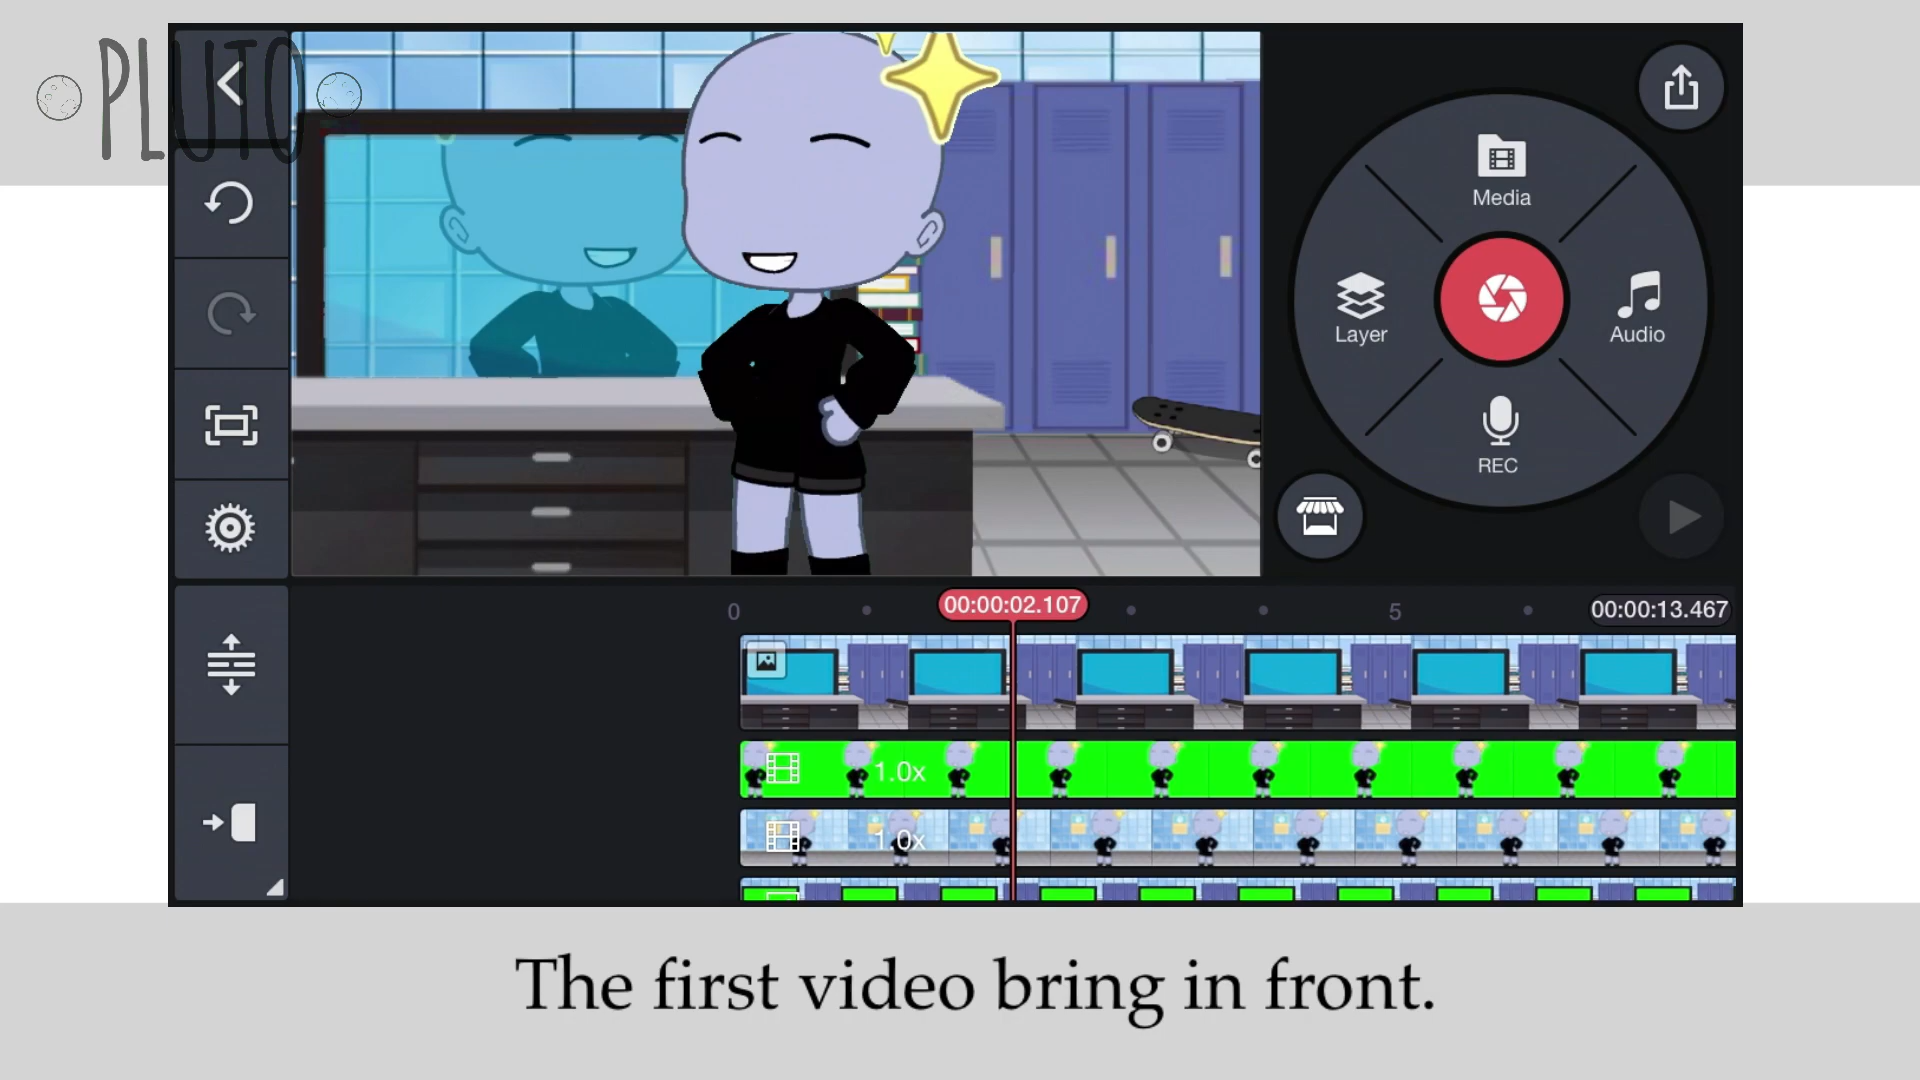 PLUTO
Media
Layer
Audio
REC
0
00:00:02.107
5
00:00:13.467
1.0x
1.0x
The first video bring in front.